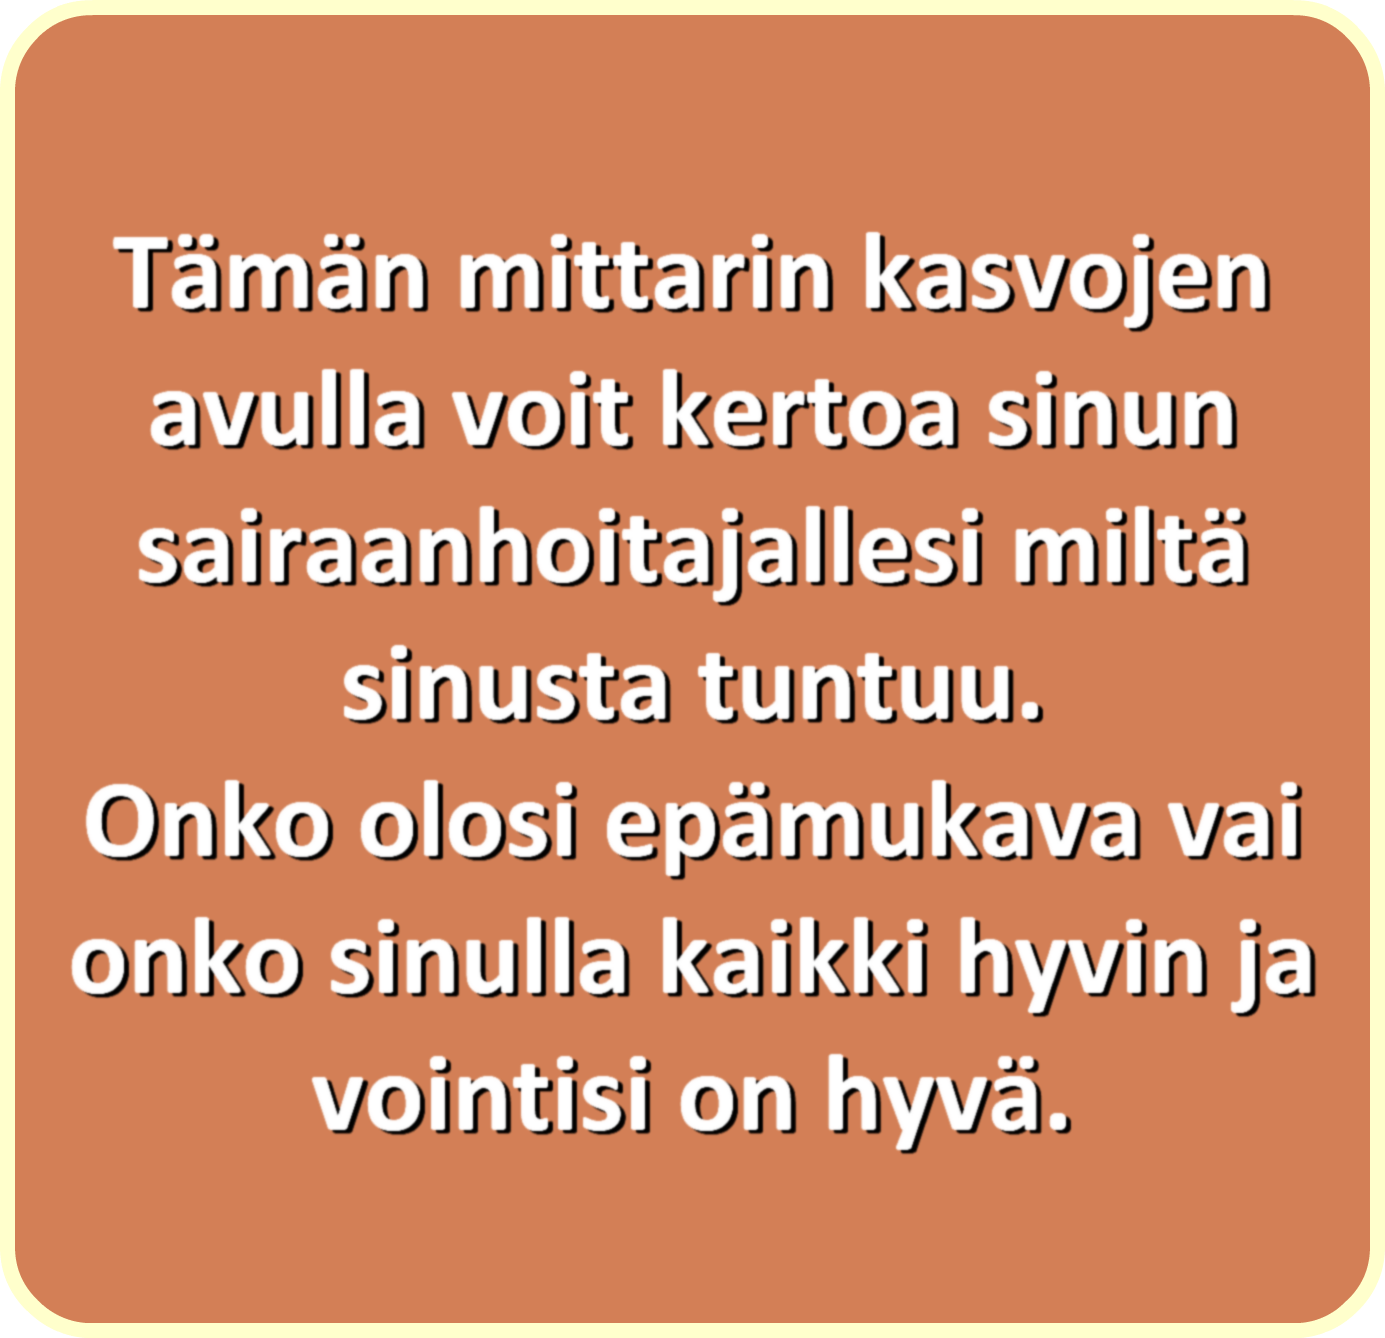 Tämän mittarin kasvojen
avulla voit kertoa sinun
sairaanhoitajallesi miltä
sinusta tuntuu.
Onko olosi epämukava vai
onko sinulla kaikki hyvin ja
vointisi on hyvä.